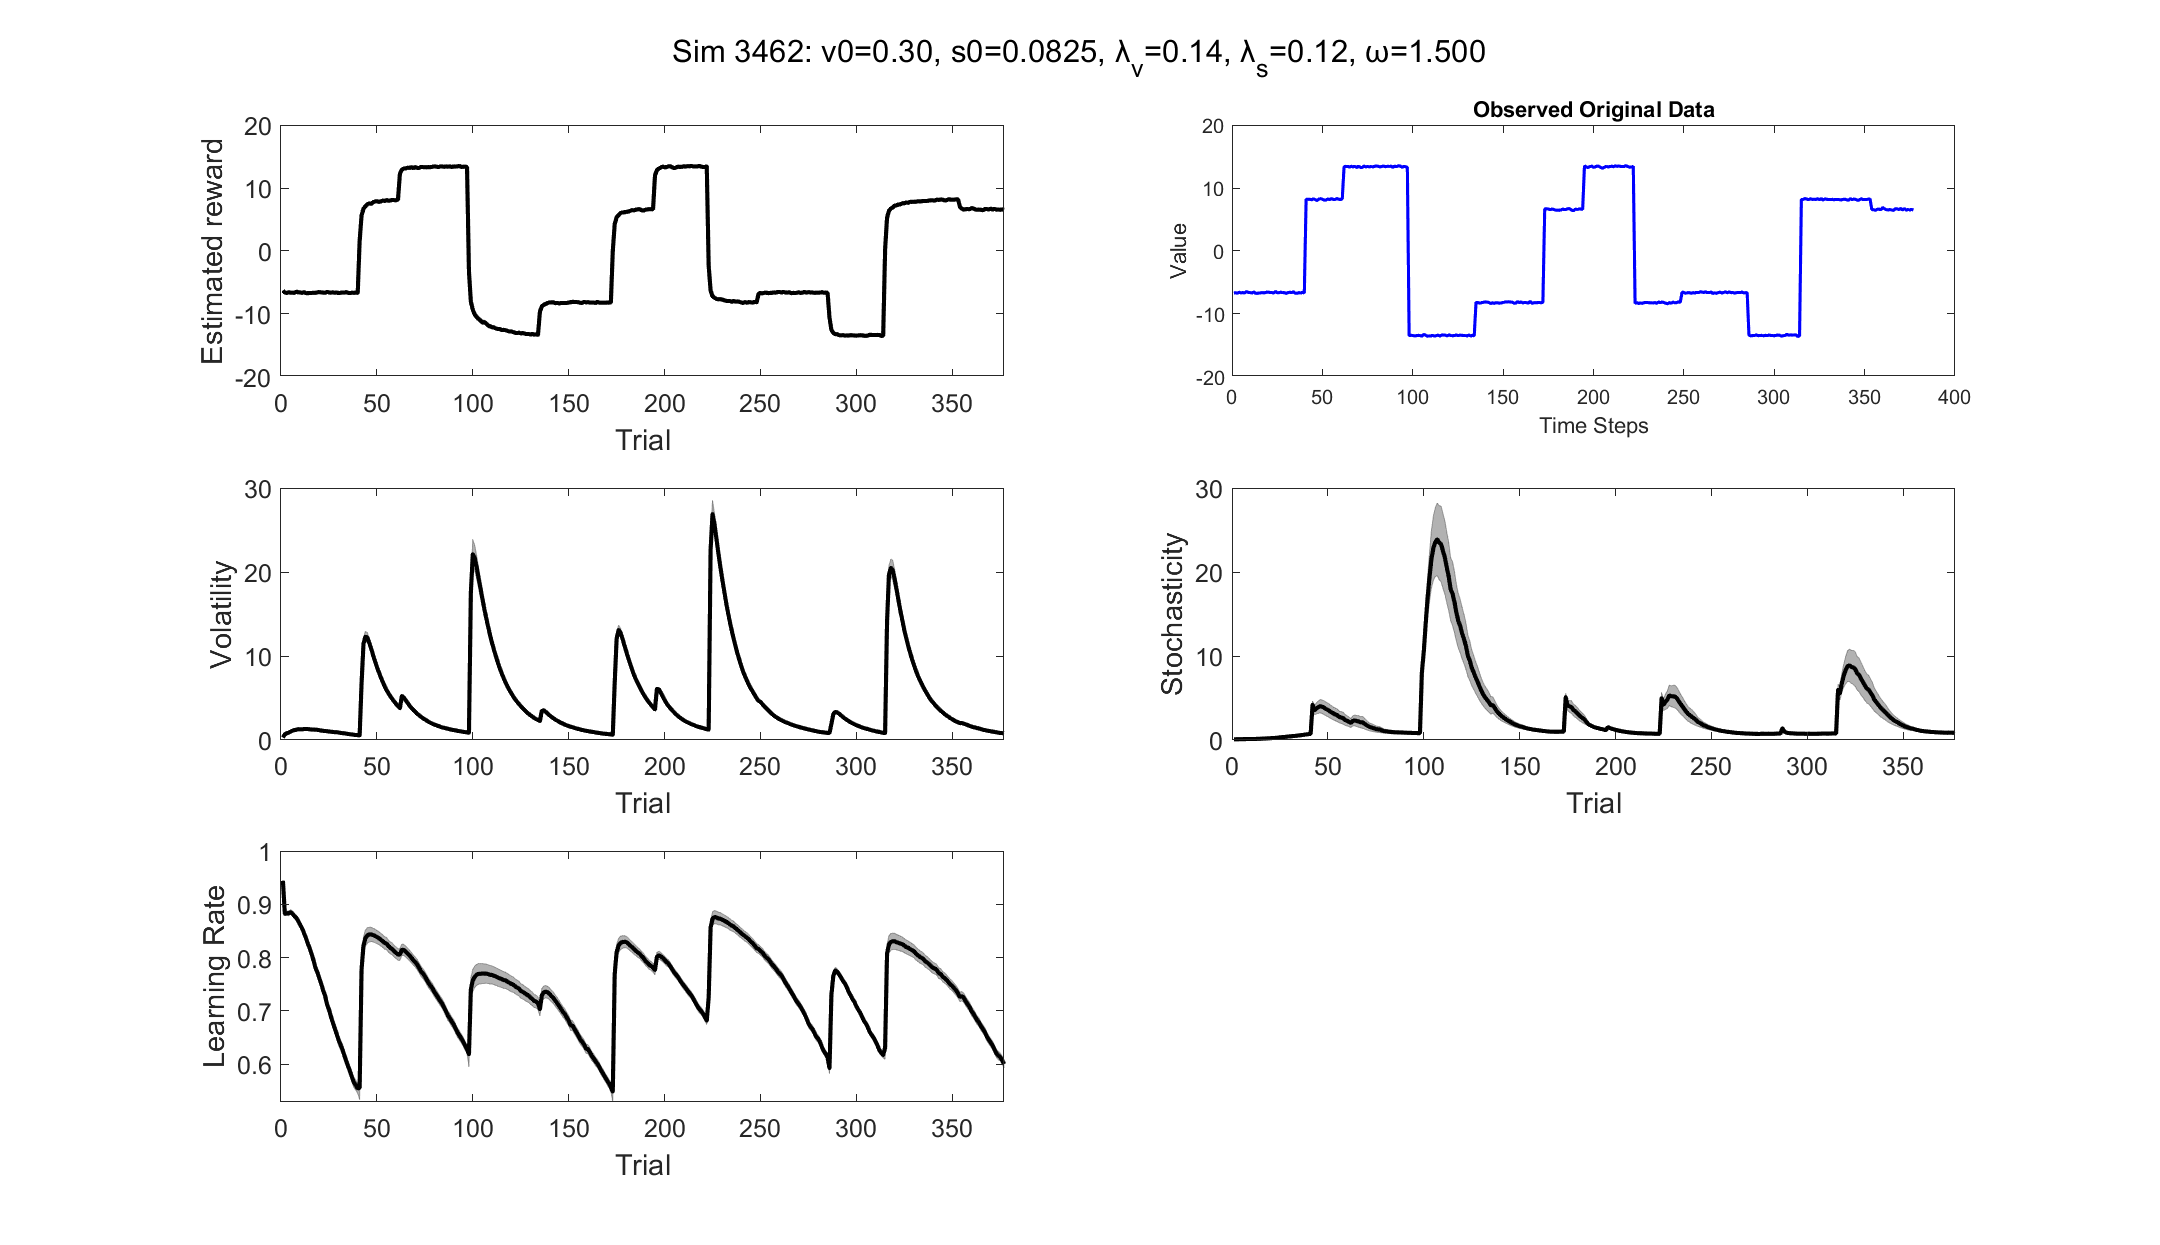 Sim 3462: v0=0.30, s0=0.0825, λ_v=0.14, λ_s=0.12, ω=1.500
Estimated reward
20
10
0
-10
-20
0 50 100 150 200 250 300 350
Trial
Observed Original Data
Value
20
10
0
-10
-20
0 50 100 150 200 250 300 350 400
Time Steps
Volatility
30
20
10
0
0 50 100 150 200 250 300 350
Trial
Stochasticity
30
20
10
0
0 50 100 150 200 250 300 350
Trial
Learning Rate
1
0.9
0.8
0.7
0.6
0 50 100 150 200 250 300 350
Trial